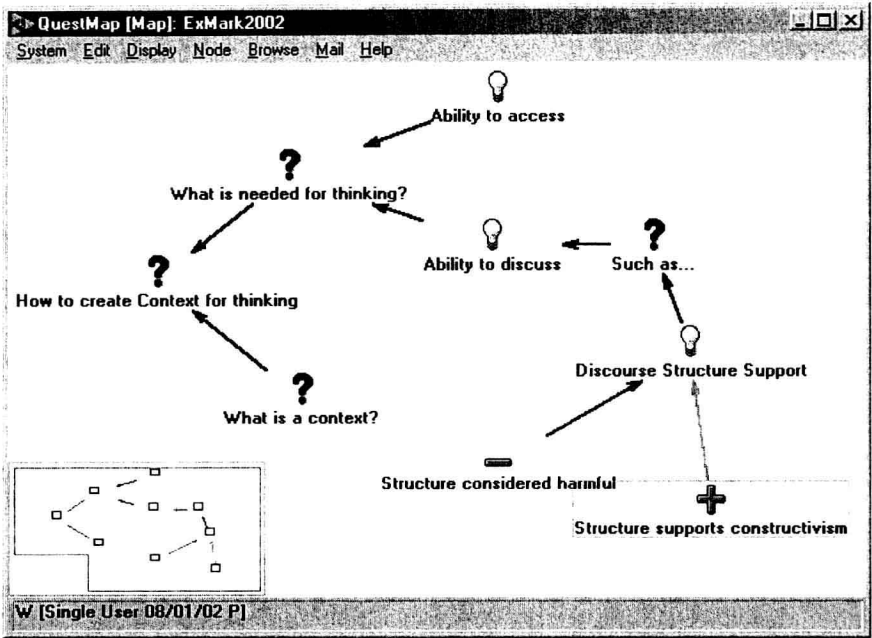 QuestMap [Map]: ExMark2002
System Edit Display Node Browse Mail Help
Ability to access
What is needed for thinking?
Ability to discuss
Such as...
How to create Context for thinking
Discourse Structure Support
What is a context?
Structure considered harmful
Structure supports constructivism
W [Single User 08/01/02 P]